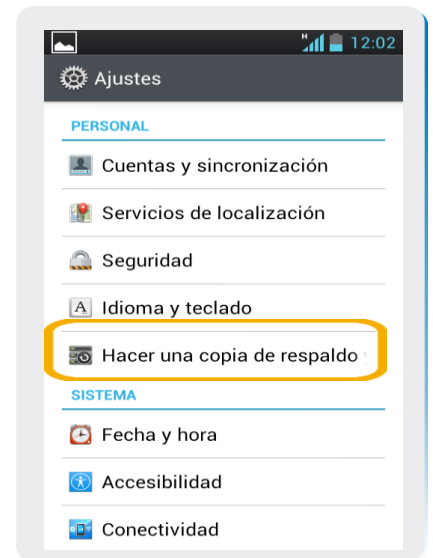 H 12:02
Ajustes
PERSONAL
Cuentas y sincronización
Servicios de localización
Seguridad
A Idioma y teclado
Hacer una copia de respaldo
SISTEMA
Fecha y hora
Accesibilidad
Conectividad